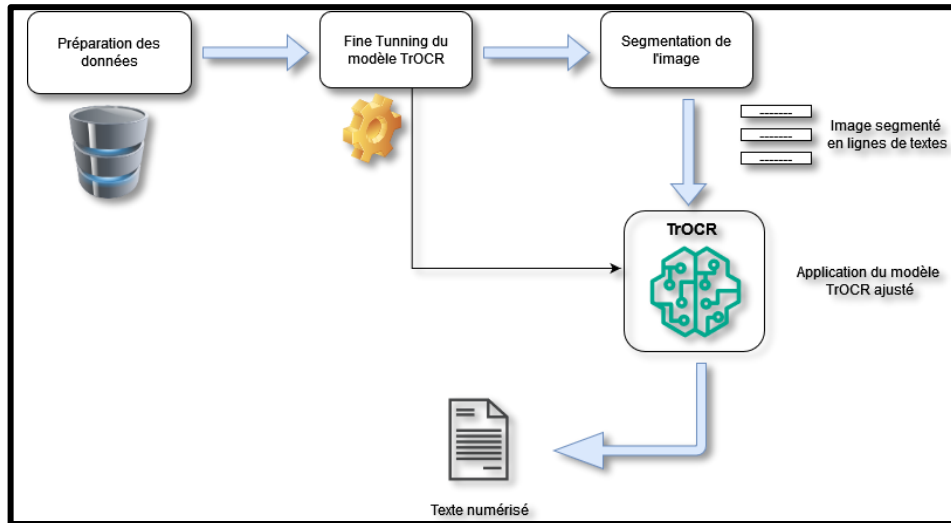 Préparation des
données
Fine Tunning du
modèle TrOCR
Segmentation de
l'image
-------
-------
-------
Image segmenté
en lignes de textes
TrOCR
Application du modèle
TrOCR ajusté
Texte numérisé